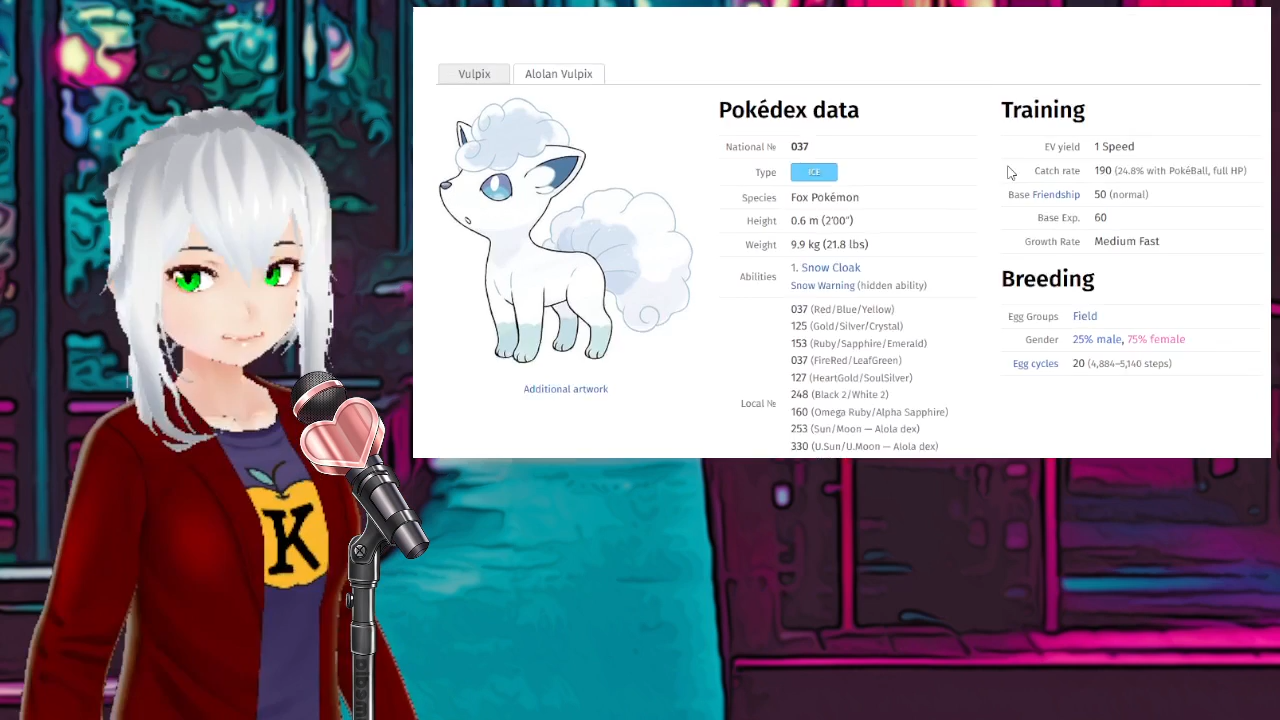 Vulpix
Alolan Vulpix
Additional artwork
Pokédex data
National № 037
Type ICE
Species Fox Pokémon
Height 0.6 m (2′00″)
Weight 9.9 kg (21.8 lbs)
Abilities 1. Snow Cloak
Snow Warning (hidden ability)
Local № 037 (Red/Blue/Yellow)
125 (Gold/Silver/Crystal)
153 (Ruby/Sapphire/Emerald)
037 (FireRed/LeafGreen)
127 (HeartGold/SoulSilver)
248 (Black 2/White 2)
160 (Omega Ruby/Alpha Sapphire)
253 (Sun/Moon — Alola dex)
330 (U.Sun/U.Moon — Alola dex)
Training
EV yield 1 Speed
Catch rate 190 (24.8% with PokéBall, full HP)
Base Friendship 50 (normal)
Base Exp. 60
Growth Rate Medium Fast
Breeding
Egg Groups Field
Gender 25% male, 75% female
Egg cycles 20 (4,884–5,140 steps)
K